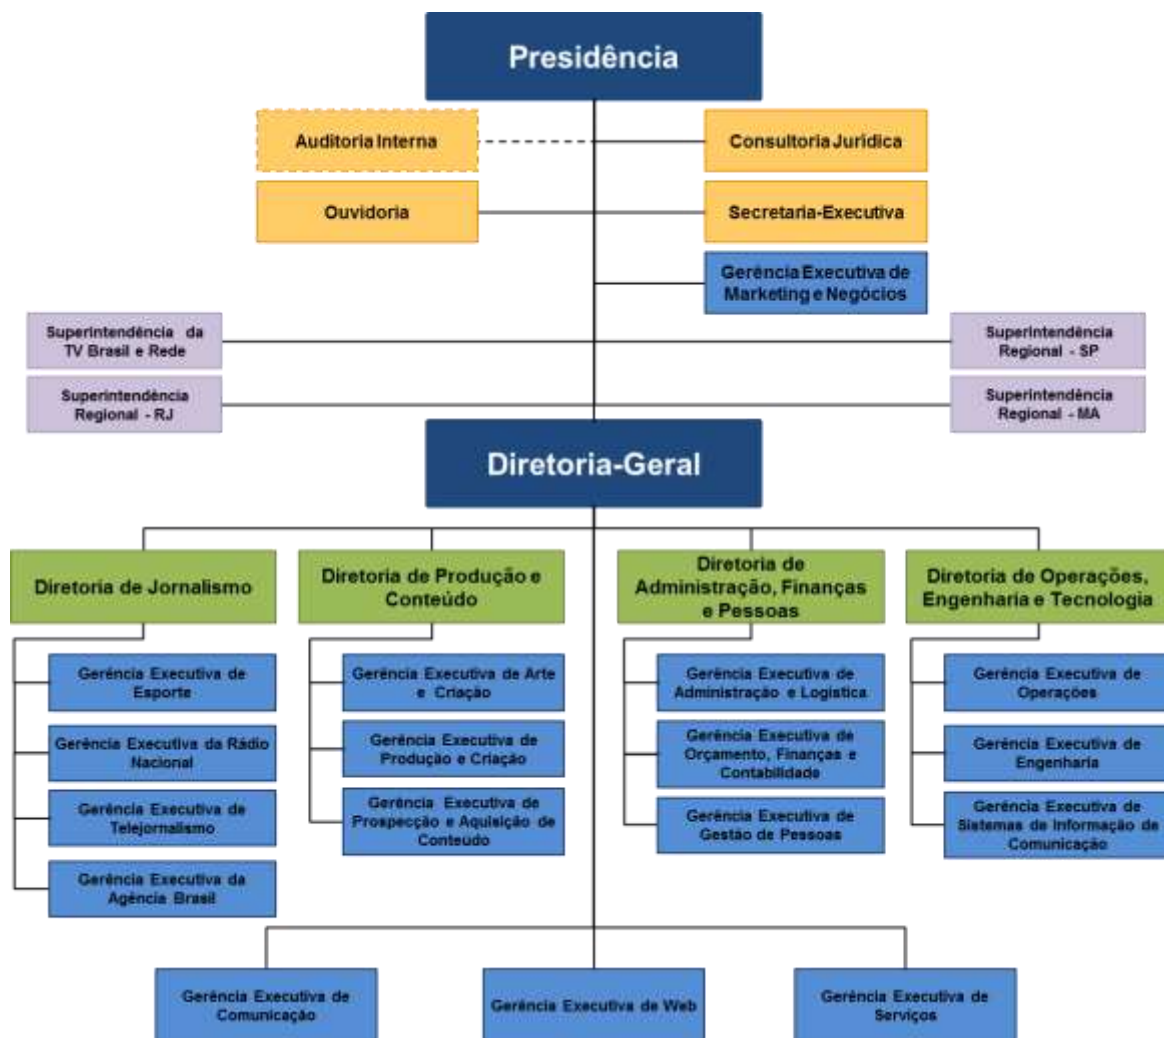 Presidência
Auditoria Interna
Consultoria Jurídica
Ouvidoria
Secretaria-Executiva
Gerência Executiva de
Marketing e Negócios
Superintendência da
TV Brasil e Rede
Superintendência
Regional - SP
Superintendência
Regional - RJ
Superintendência
Regional - MA
Diretoria-Geral
Diretoria de Jornalismo
Diretoria de Produção e
Conteúdo
Diretoria de
Administração, Finanças
e Pessoas
Diretoria de Operações,
Engenharia e Tecnologia
Gerência Executiva de
Esporte
Gerência Executiva da Rádio
Nacional
Gerência Executiva de
Telejornalismo
Gerência Executiva da
Agência Brasil
Gerência Executiva de Arte
e Criação
Gerência Executiva de
Produção e Criação
Gerência Executiva de
Prospecção e Aquisição de
Conteúdo
Gerência Executiva de
Administração e Logística
Gerência Executiva de
Orçamento, Finanças e
Contabilidade
Gerência Executiva de
Gestão de Pessoas
Gerência Executiva de
Operações
Gerência Executiva de
Engenharia
Gerência Executiva de
Sistemas de Informação de
Comunicação
Gerência Executiva de
Comunicação
Gerência Executiva de Web
Gerência Executiva de
Serviços